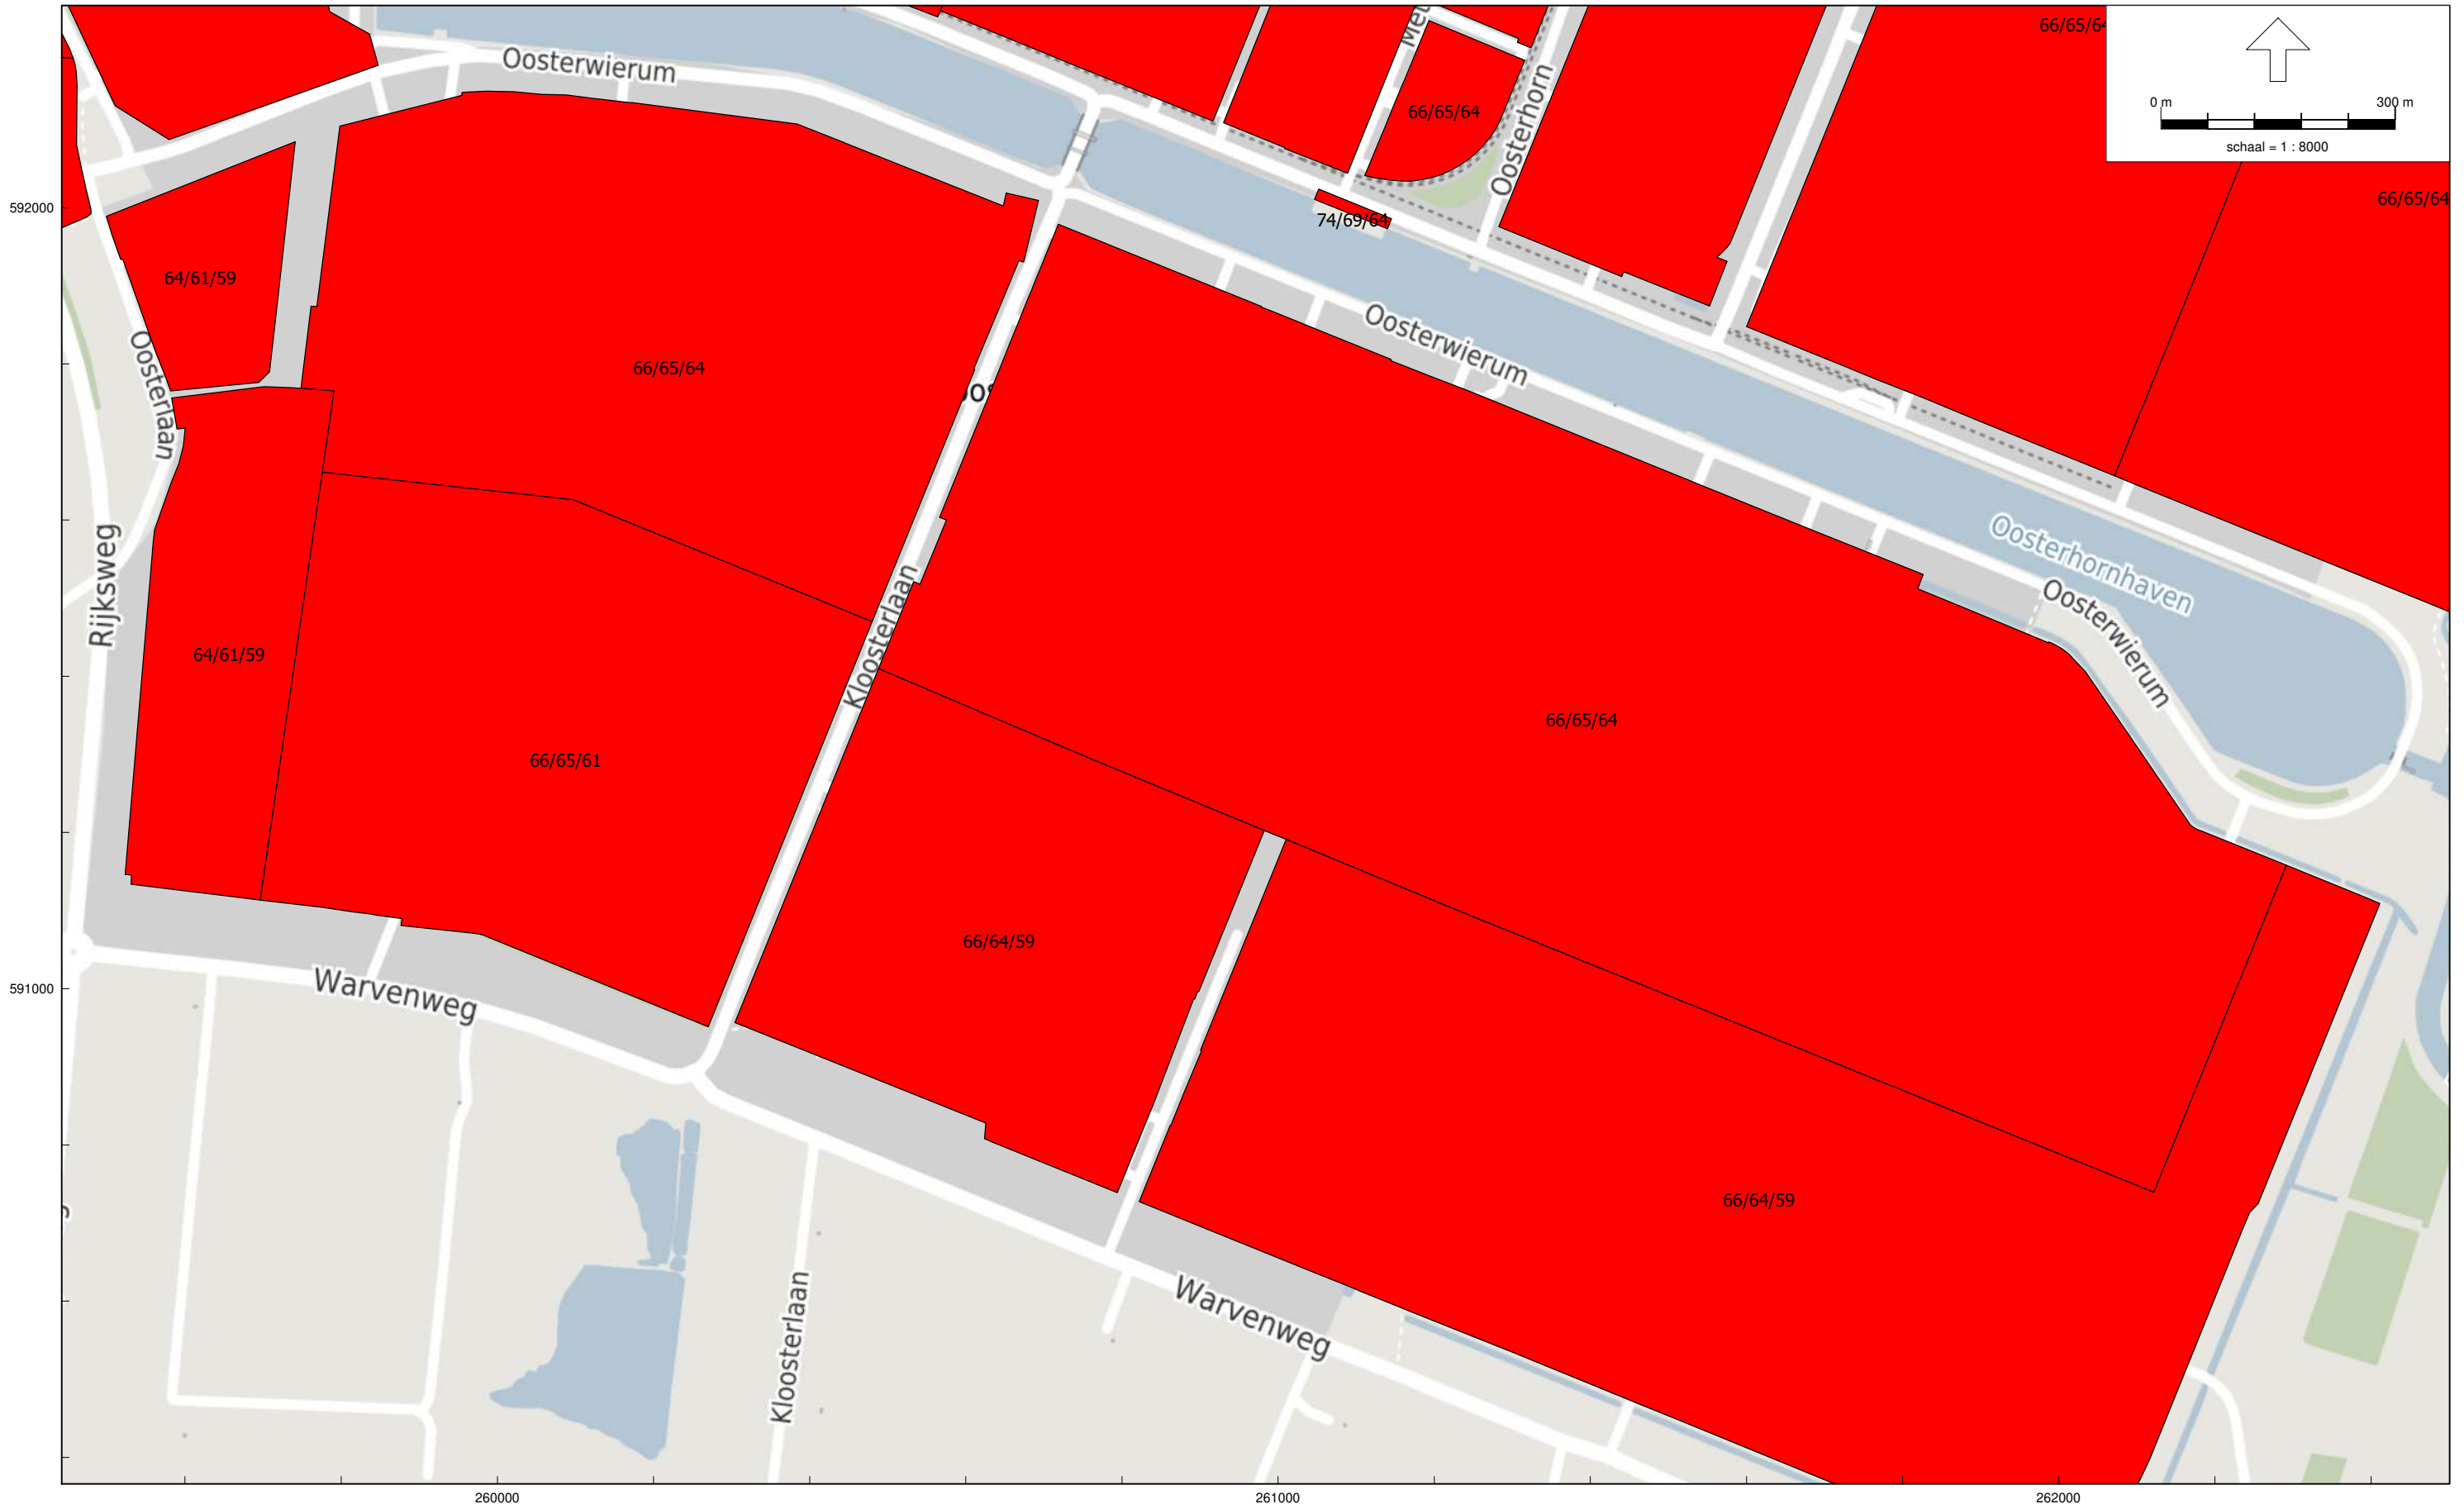 66/65/64
0 m 300 m
schaal = 1 : 8000
Oosterwierum
66/65/64
Oosterhorn
592000
66/65/64
74/69/64
64/61/59
Oosterlaan
66/65/64
Oosterwierum
Oosterhornhaven
Rijksweg
Kloosterlaan
Oosterwierum
64/61/59
66/65/61
66/65/64
66/64/59
591000
Warvenweg
66/64/59
Kloosterlaan
Warvenweg
260000 261000 262000